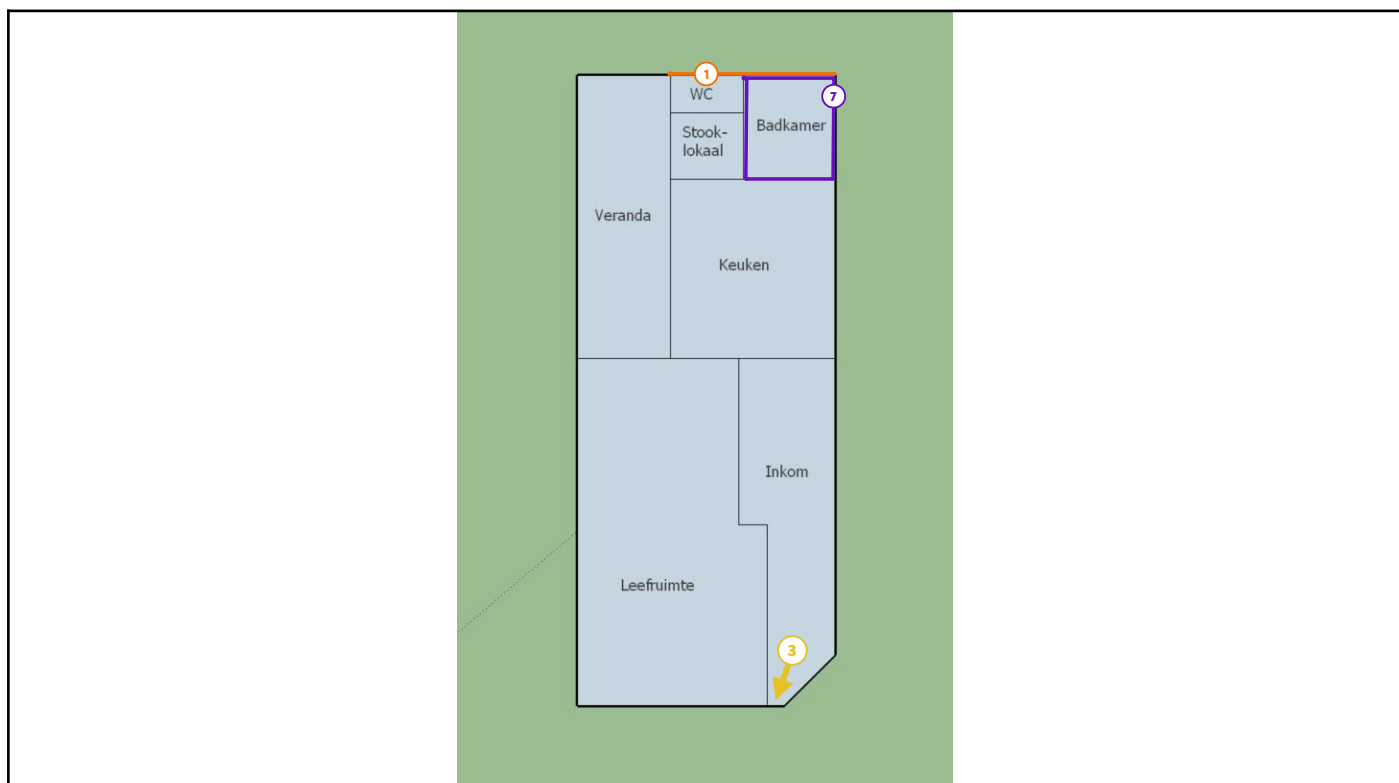 1
WC
7
Badkamer
Stook-
lokaal
Veranda
Keuken
Inkom
Leefruimte
3